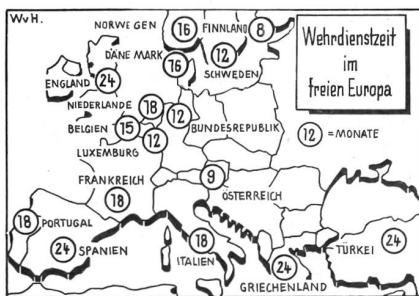 W.v.H.
NORWEGEN
16
FINNLAND
8
Wehrdienstzeit
im
freien Europa
DÄNEMARK
16
12
SCHWEDEN
ENGLAND
24
NIEDERLANDE
18
12
BUNDESREPUBLIK
12 = MONATE
BELGIEN
15
12
LUXEMBURG
9
ÖSTERREICH
FRANKREICH
18
18
PORTUGAL
24
SPANIEN
18
ITALIEN
24
GRIECHENLAND
TÜRKEI
24